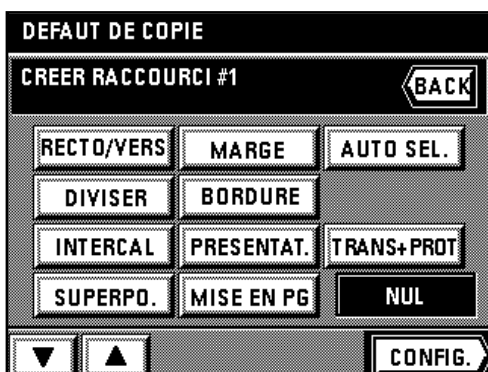 DEFAUT DE COPIE
CREER RACCOURCI #1
BACK
RECTO/VERS MARGE AUTO SEL.
DIVISER BORDURE
INTERCAL PRESENTAT. TRANS+PROT
SUPERPO. MISE EN PG NUL
CONFIG.